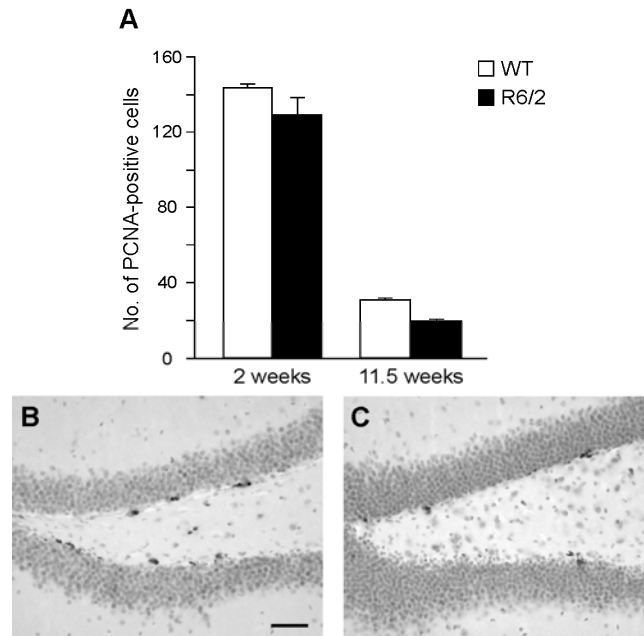 A
160
120
80
40
0
No. of PCNA-positive cells
WT
R6/2
2 weeks
11.5 weeks
B
C